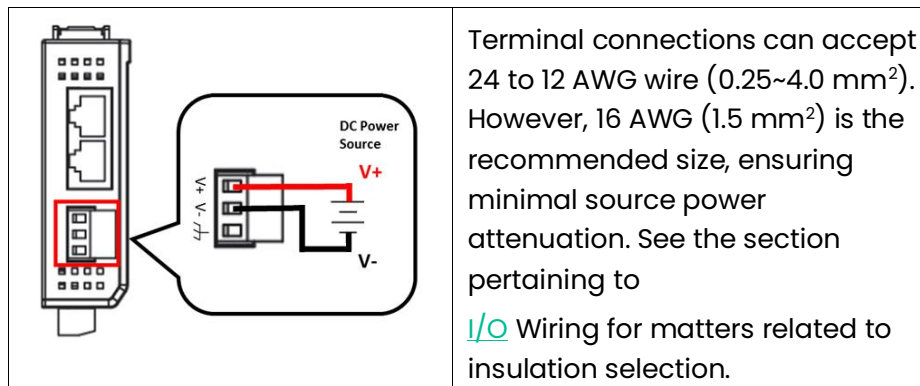 DC Power
Source
V+
V+
V-
V-
Terminal connections can accept
24 to 12 AWG wire (0.25~4.0 mm²).
However, 16 AWG (1.5 mm²) is the
recommended size, ensuring
minimal source power
attenuation. See the section
pertaining to
I/O Wiring for matters related to
insulation selection.